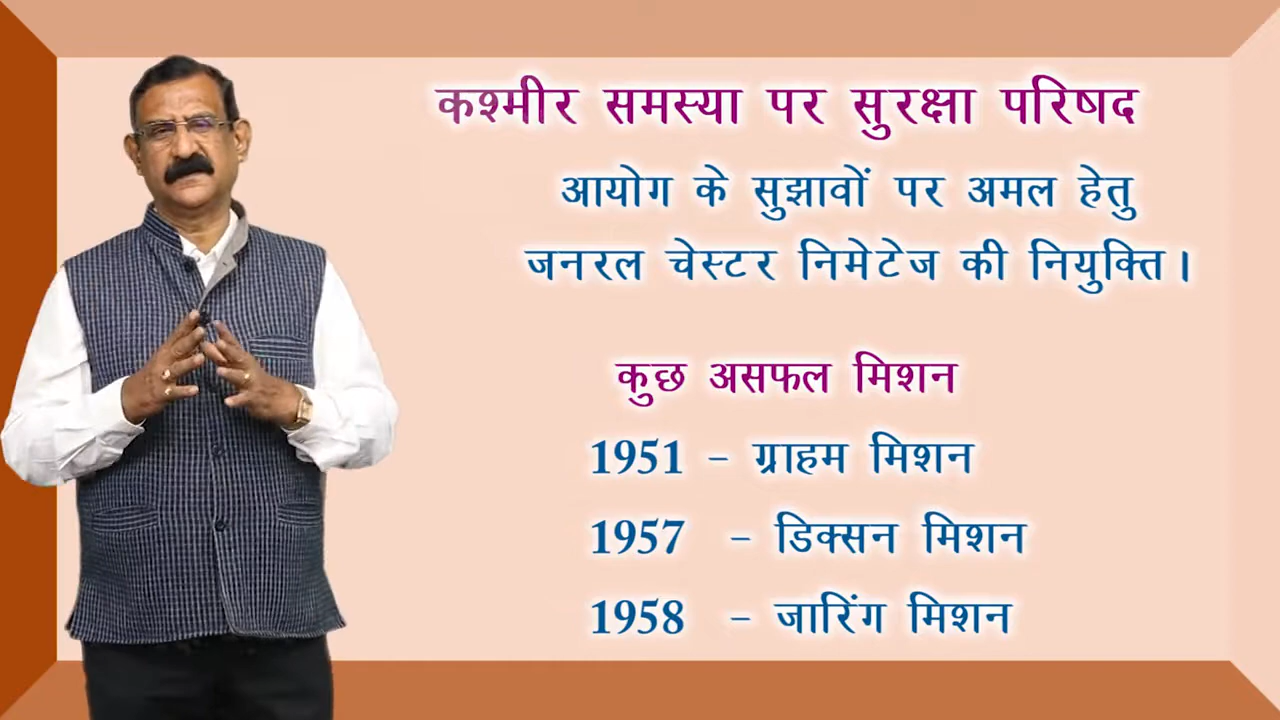 कश्मीर समस्या पर सुरक्षा परिषद
आयोग के सुझावों पर अमल हेतु
जनरल चेस्टर निमेटेज की नियुक्ति।
कुछ असफल मिशन
1951 – ग्राहम मिशन
1957 – डिक्सन मिशन
1958 – जारिंग मिशन